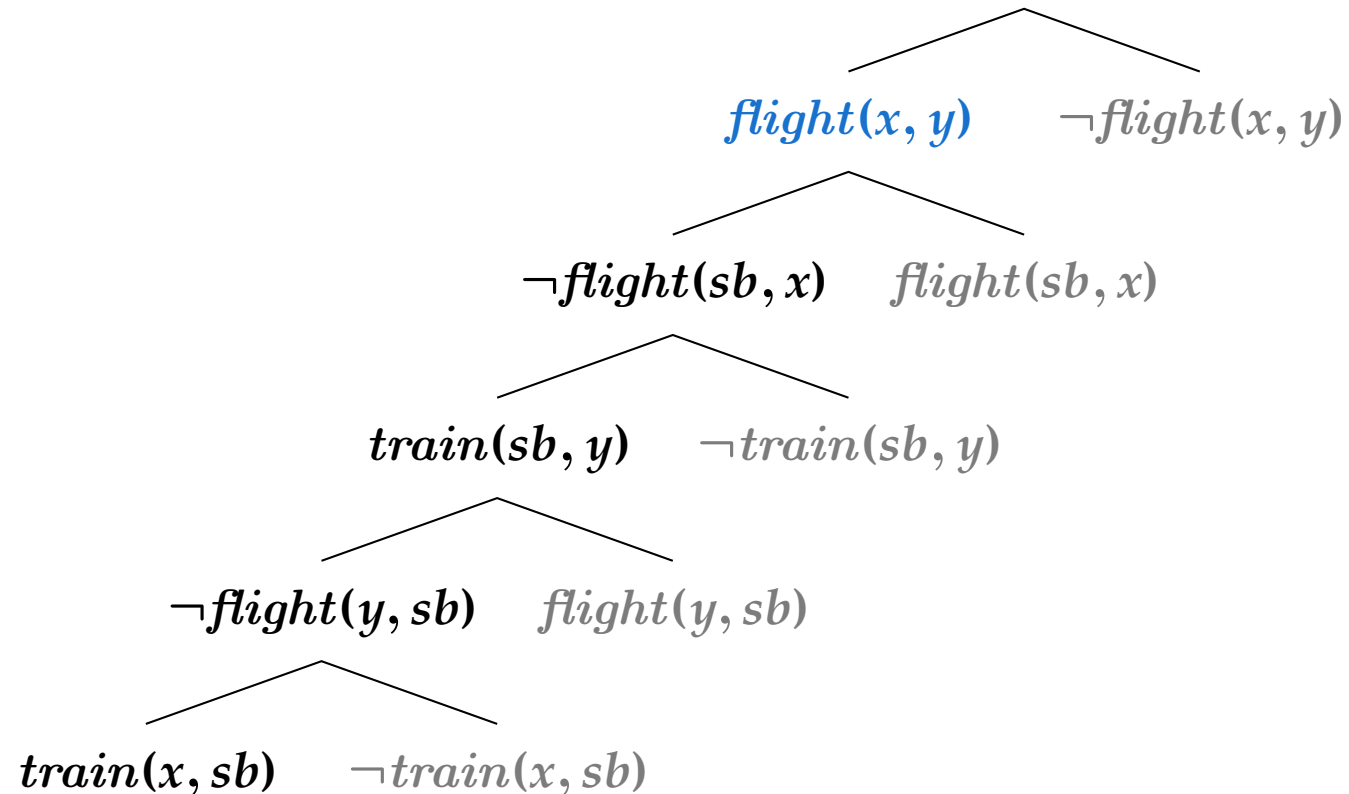 flight(x, y) ¬flight(x, y)
¬flight(sb, x) flight(sb, x)
train(sb, y) ¬train(sb, y)
¬flight(y, sb) flight(y, sb)
train(x, sb) ¬train(x, sb)